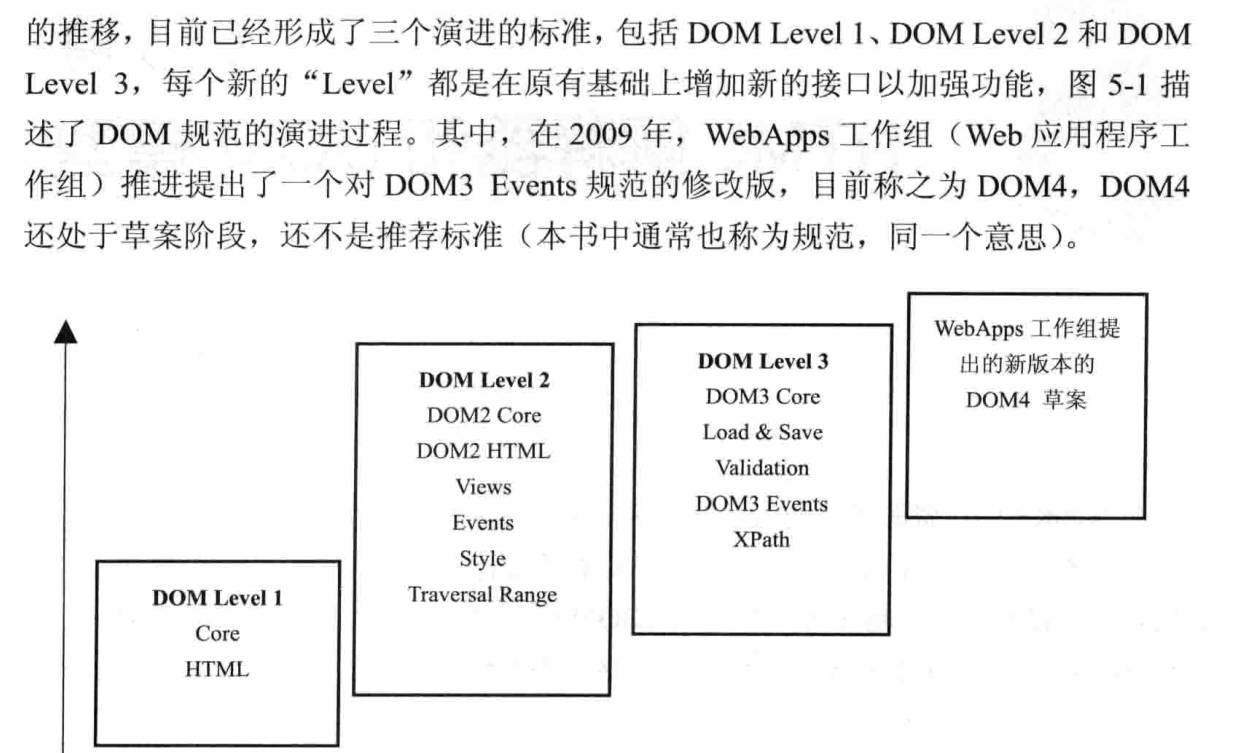 的推移，目前已经形成了三个演进的标准，包括 DOM Level 1、DOM Level 2 和 DOM
Level 3，每个新的“Level”都是在原有基础上增加新的接口以加强功能，图 5-1 描
述了 DOM 规范的演进过程。其中，在 2009 年，WebApps 工作组（Web 应用程序工
作组）推进提出了一个对 DOM3 Events 规范的修改版，目前称之为 DOM4，DOM4
还处于草案阶段，还不是推荐标准（本书中通常也称为规范，同一个意思）。
DOM Level 1
Core
HTML
DOM Level 2
DOM2 Core
DOM2 HTML
Views
Events
Style
Traversal Range
DOM Level 3
DOM3 Core
Load & Save
Validation
DOM3 Events
XPath
WebApps 工作组提
出的新版本的
DOM4 草案